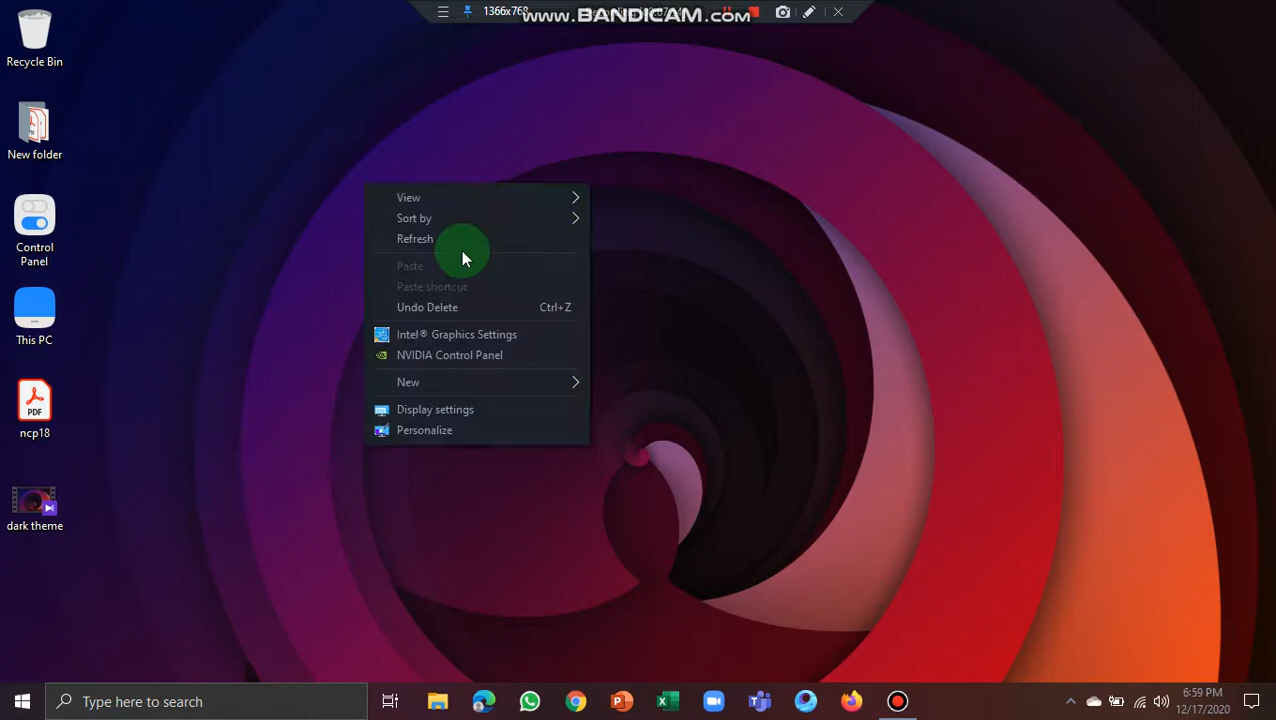 1366x768
www.BANDICAM.com
Recycle Bin
New folder
Control
Panel
This PC
PDF
ncp18
dark theme
View
Sort by
Refresh
Paste
Paste shortcut
Undo Delete Ctrl+Z
Intel® Graphics Settings
NVIDIA Control Panel
New
Display settings
Personalize
Type here to search
6:59 PM
12/17/2020